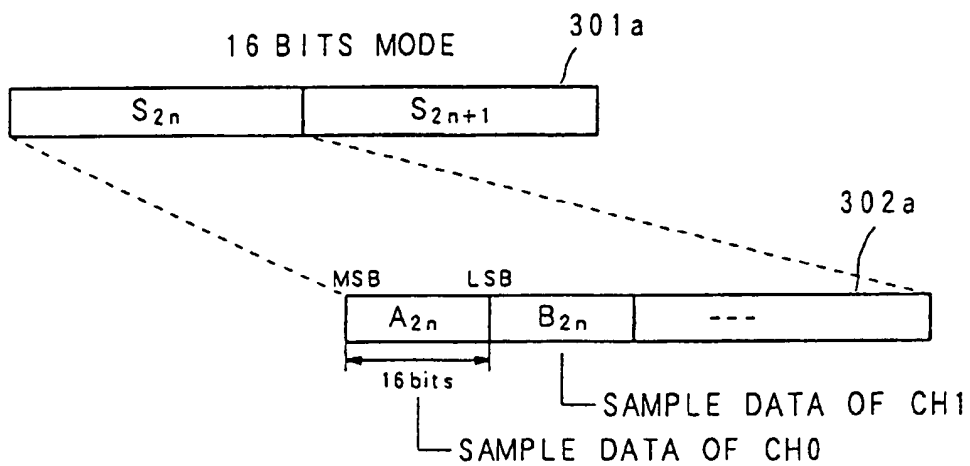 301a
16 BITS MODE
S2n S2n+1
302a
MSB LSB
A2n B2n ---
16bits
SAMPLE DATA OF CH1
SAMPLE DATA OF CH0